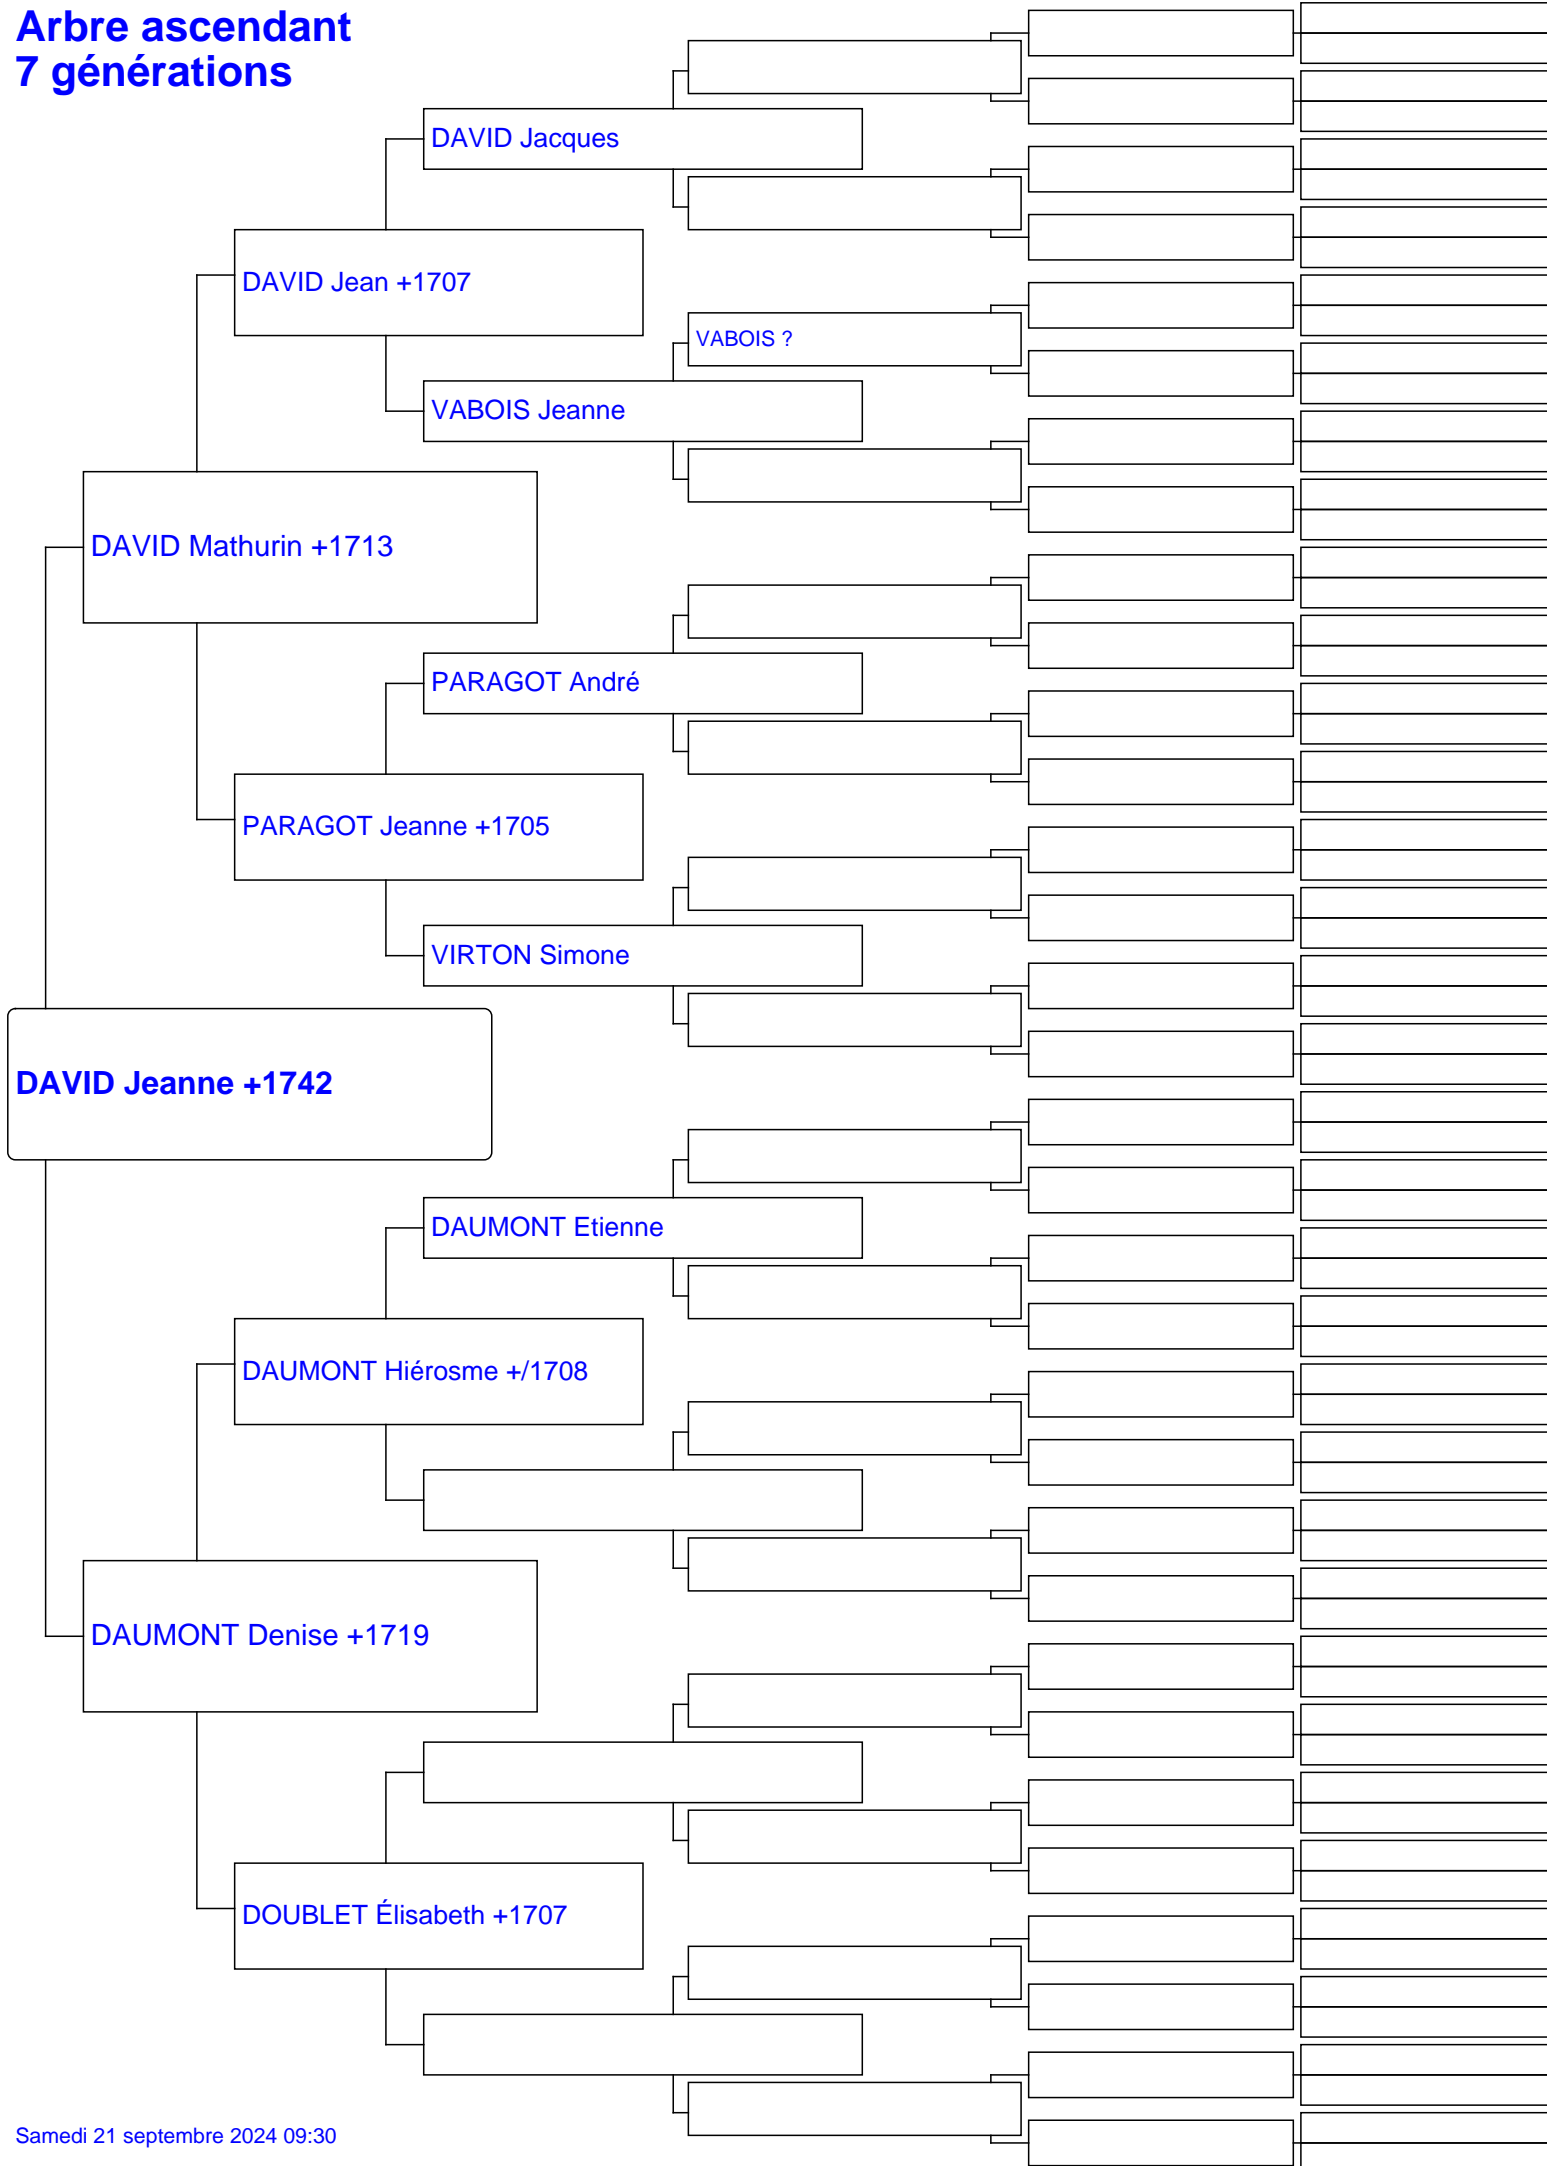 Arbre ascendant
7 générations
DAVID Jacques
DAVID Jean +1707
VABOIS ?
VABOIS Jeanne
DAVID Mathurin +1713
PARAGOT André
PARAGOT Jeanne +1705
VIRTON Simone
DAVID Jeanne +1742
DAUMONT Etienne
DAUMONT Hiérosme +/1708
DAUMONT Denise +1719
DOUBLET Élisabeth +1707
Samedi 21 septembre 2024 09:30